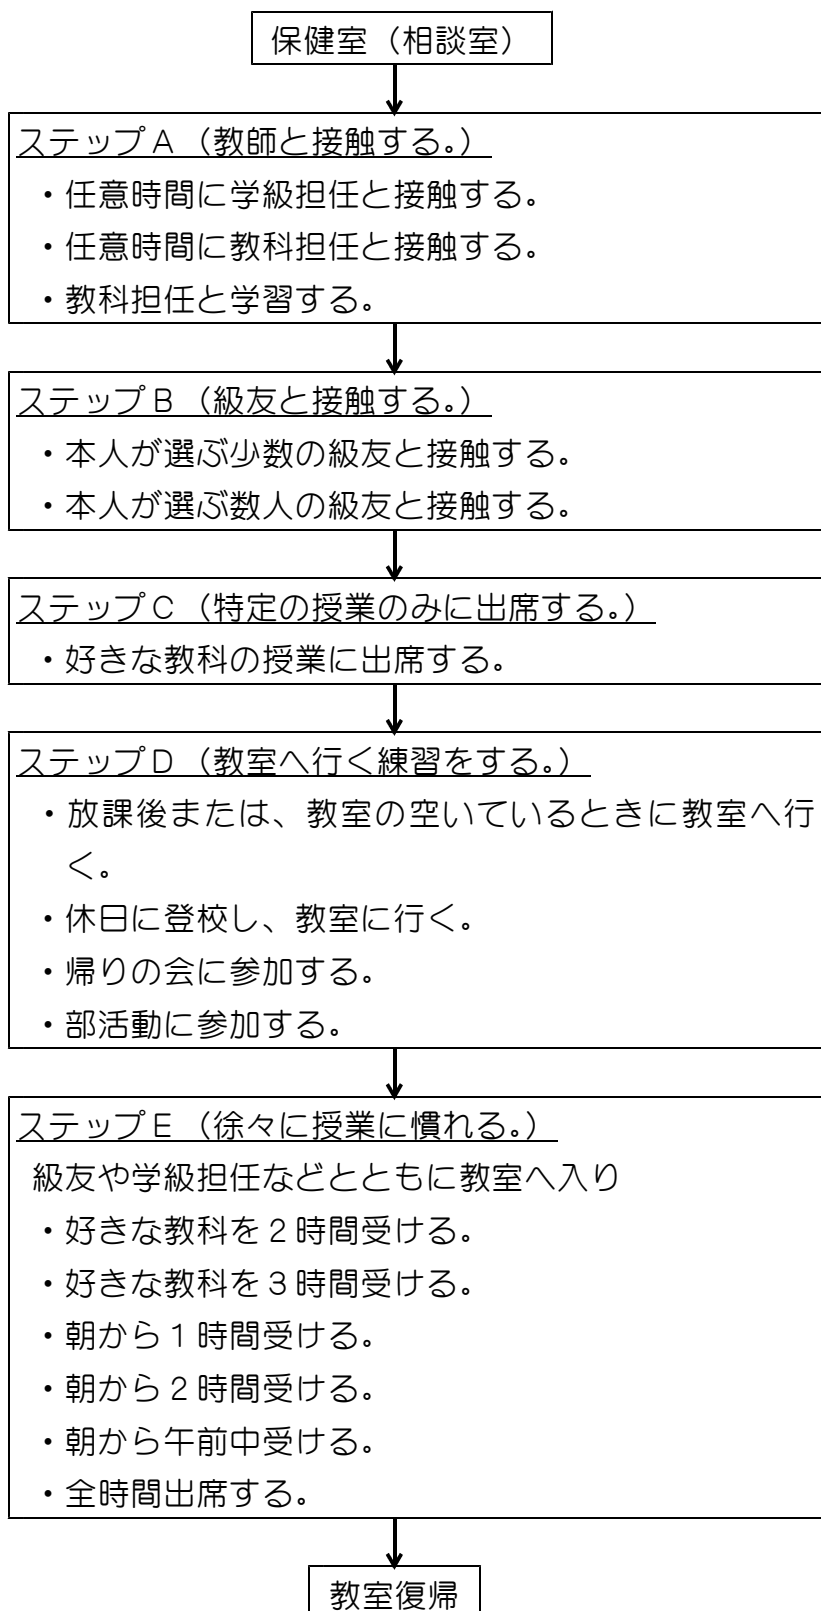 保健室（相談室）
ステップＡ（教師と接触する。）
・任意時間に学級担任と接触する。
・任意時間に教科担任と接触する。
・教科担任と学習する。
ステップＢ（級友と接触する。）
・本人が選ぶ少数の級友と接触する。
・本人が選ぶ数人の級友と接触する。
ステップＣ（特定の授業のみに出席する。）
・好きな教科の授業に出席する。
ステップＤ（教室へ行く練習をする。）
・放課後または、教室の空いているときに教室へ行
く。
・休日に登校し、教室に行く。
・帰りの会に参加する。
・部活動に参加する。
ステップＥ（徐々に授業に慣れる。）
級友や学級担任などとともに教室へ入り
・好きな教科を２時間受ける。
・好きな教科を３時間受ける。
・朝から１時間受ける。
・朝から２時間受ける。
・朝から午前中受ける。
・全時間出席する。
教室復帰